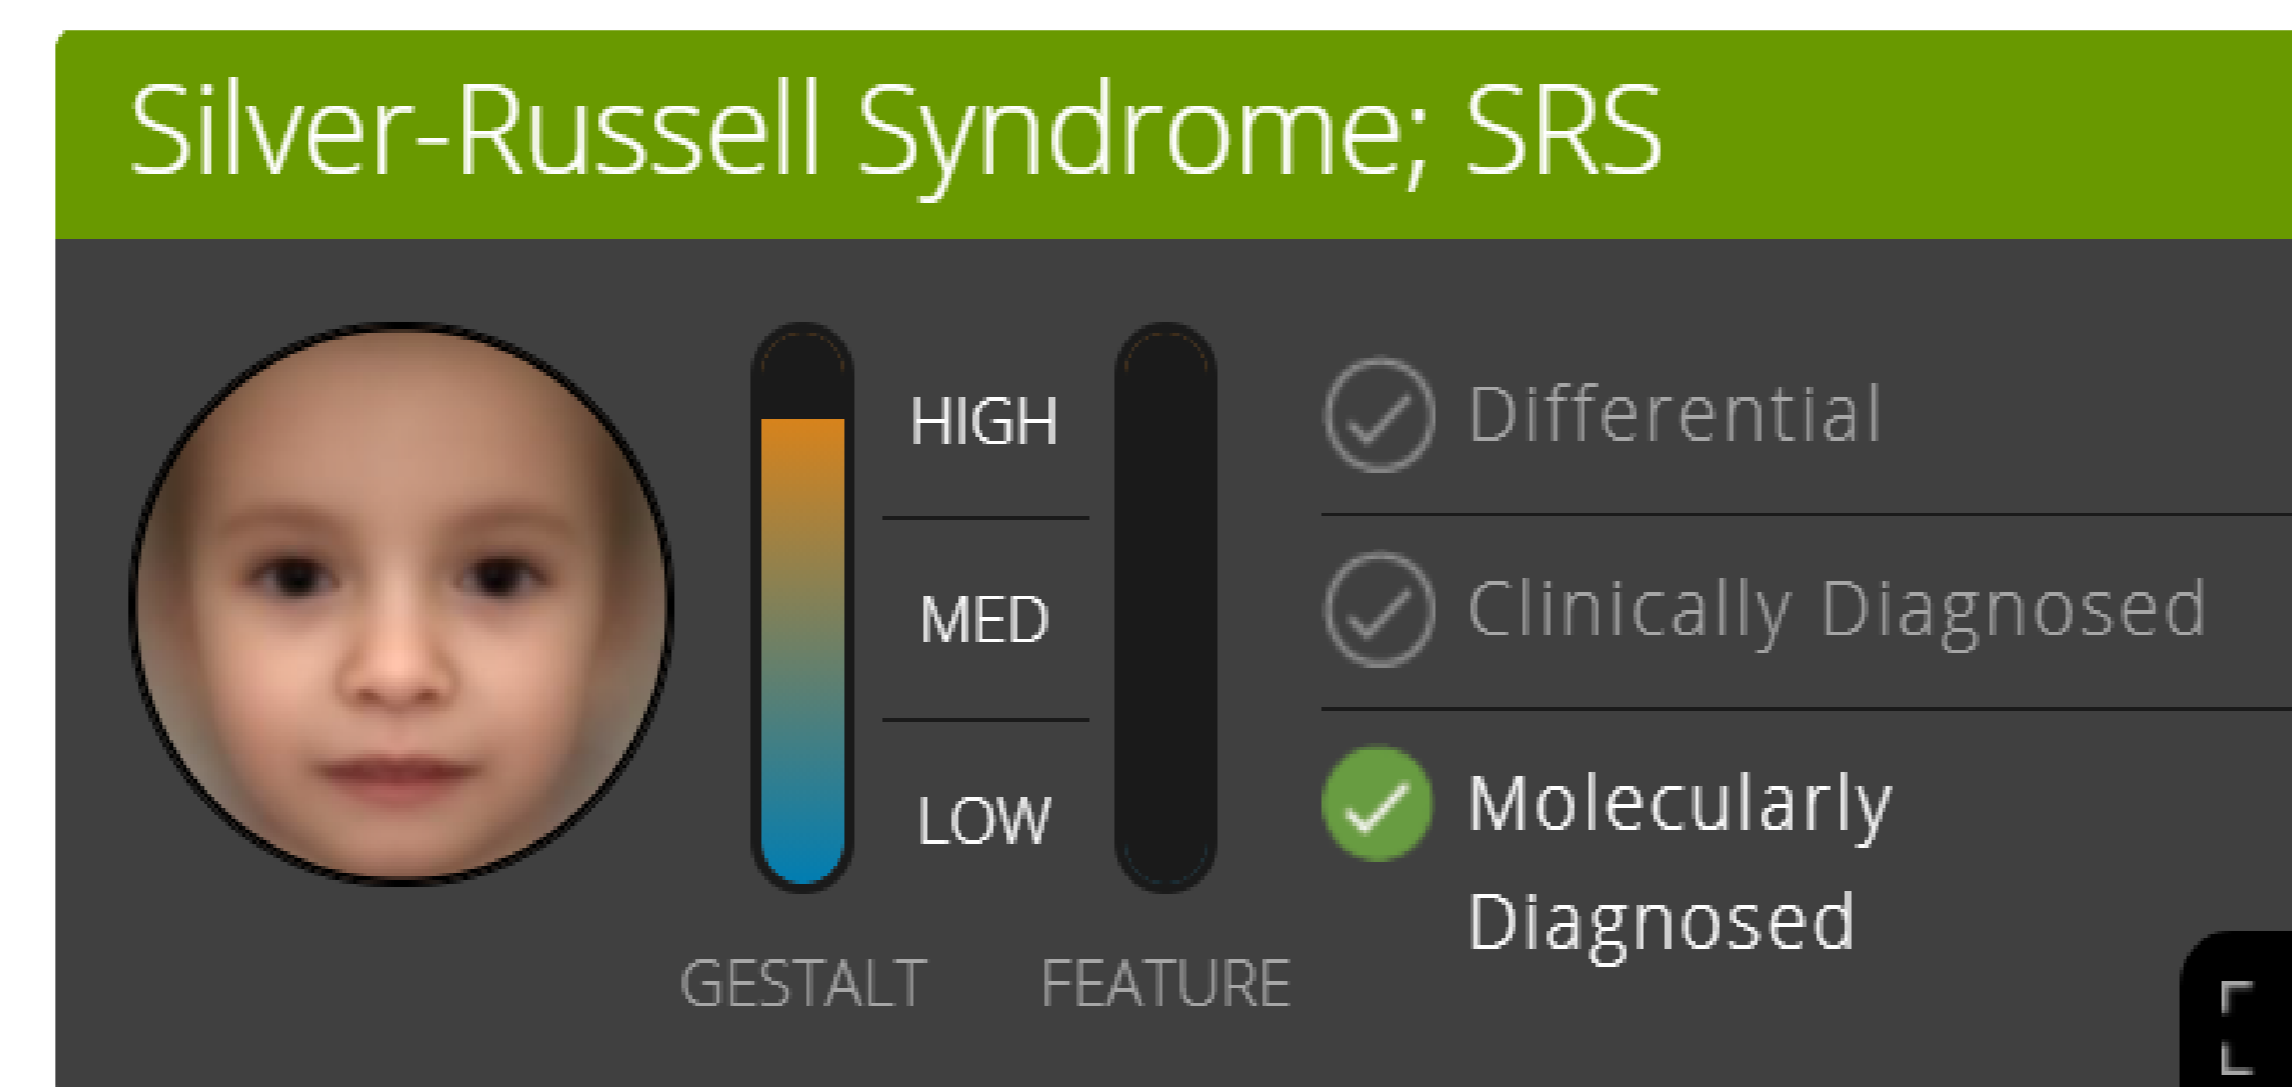 Silver-Russell Syndrome; SRS
HIGH
MED
LOW
GESTALT
FEATURE
Differential
Clinically Diagnosed
Molecularly
Diagnosed